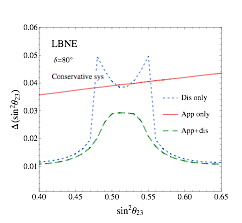 0.05
0.04
0.03
0.02
0.01
Δ(sin²θ₂₃)
LBNE
δ=80°
Conservative sys
Dis only
App only
App+dis
0.40 0.45 0.50 0.55 0.60 0.65
sin²θ₂₃